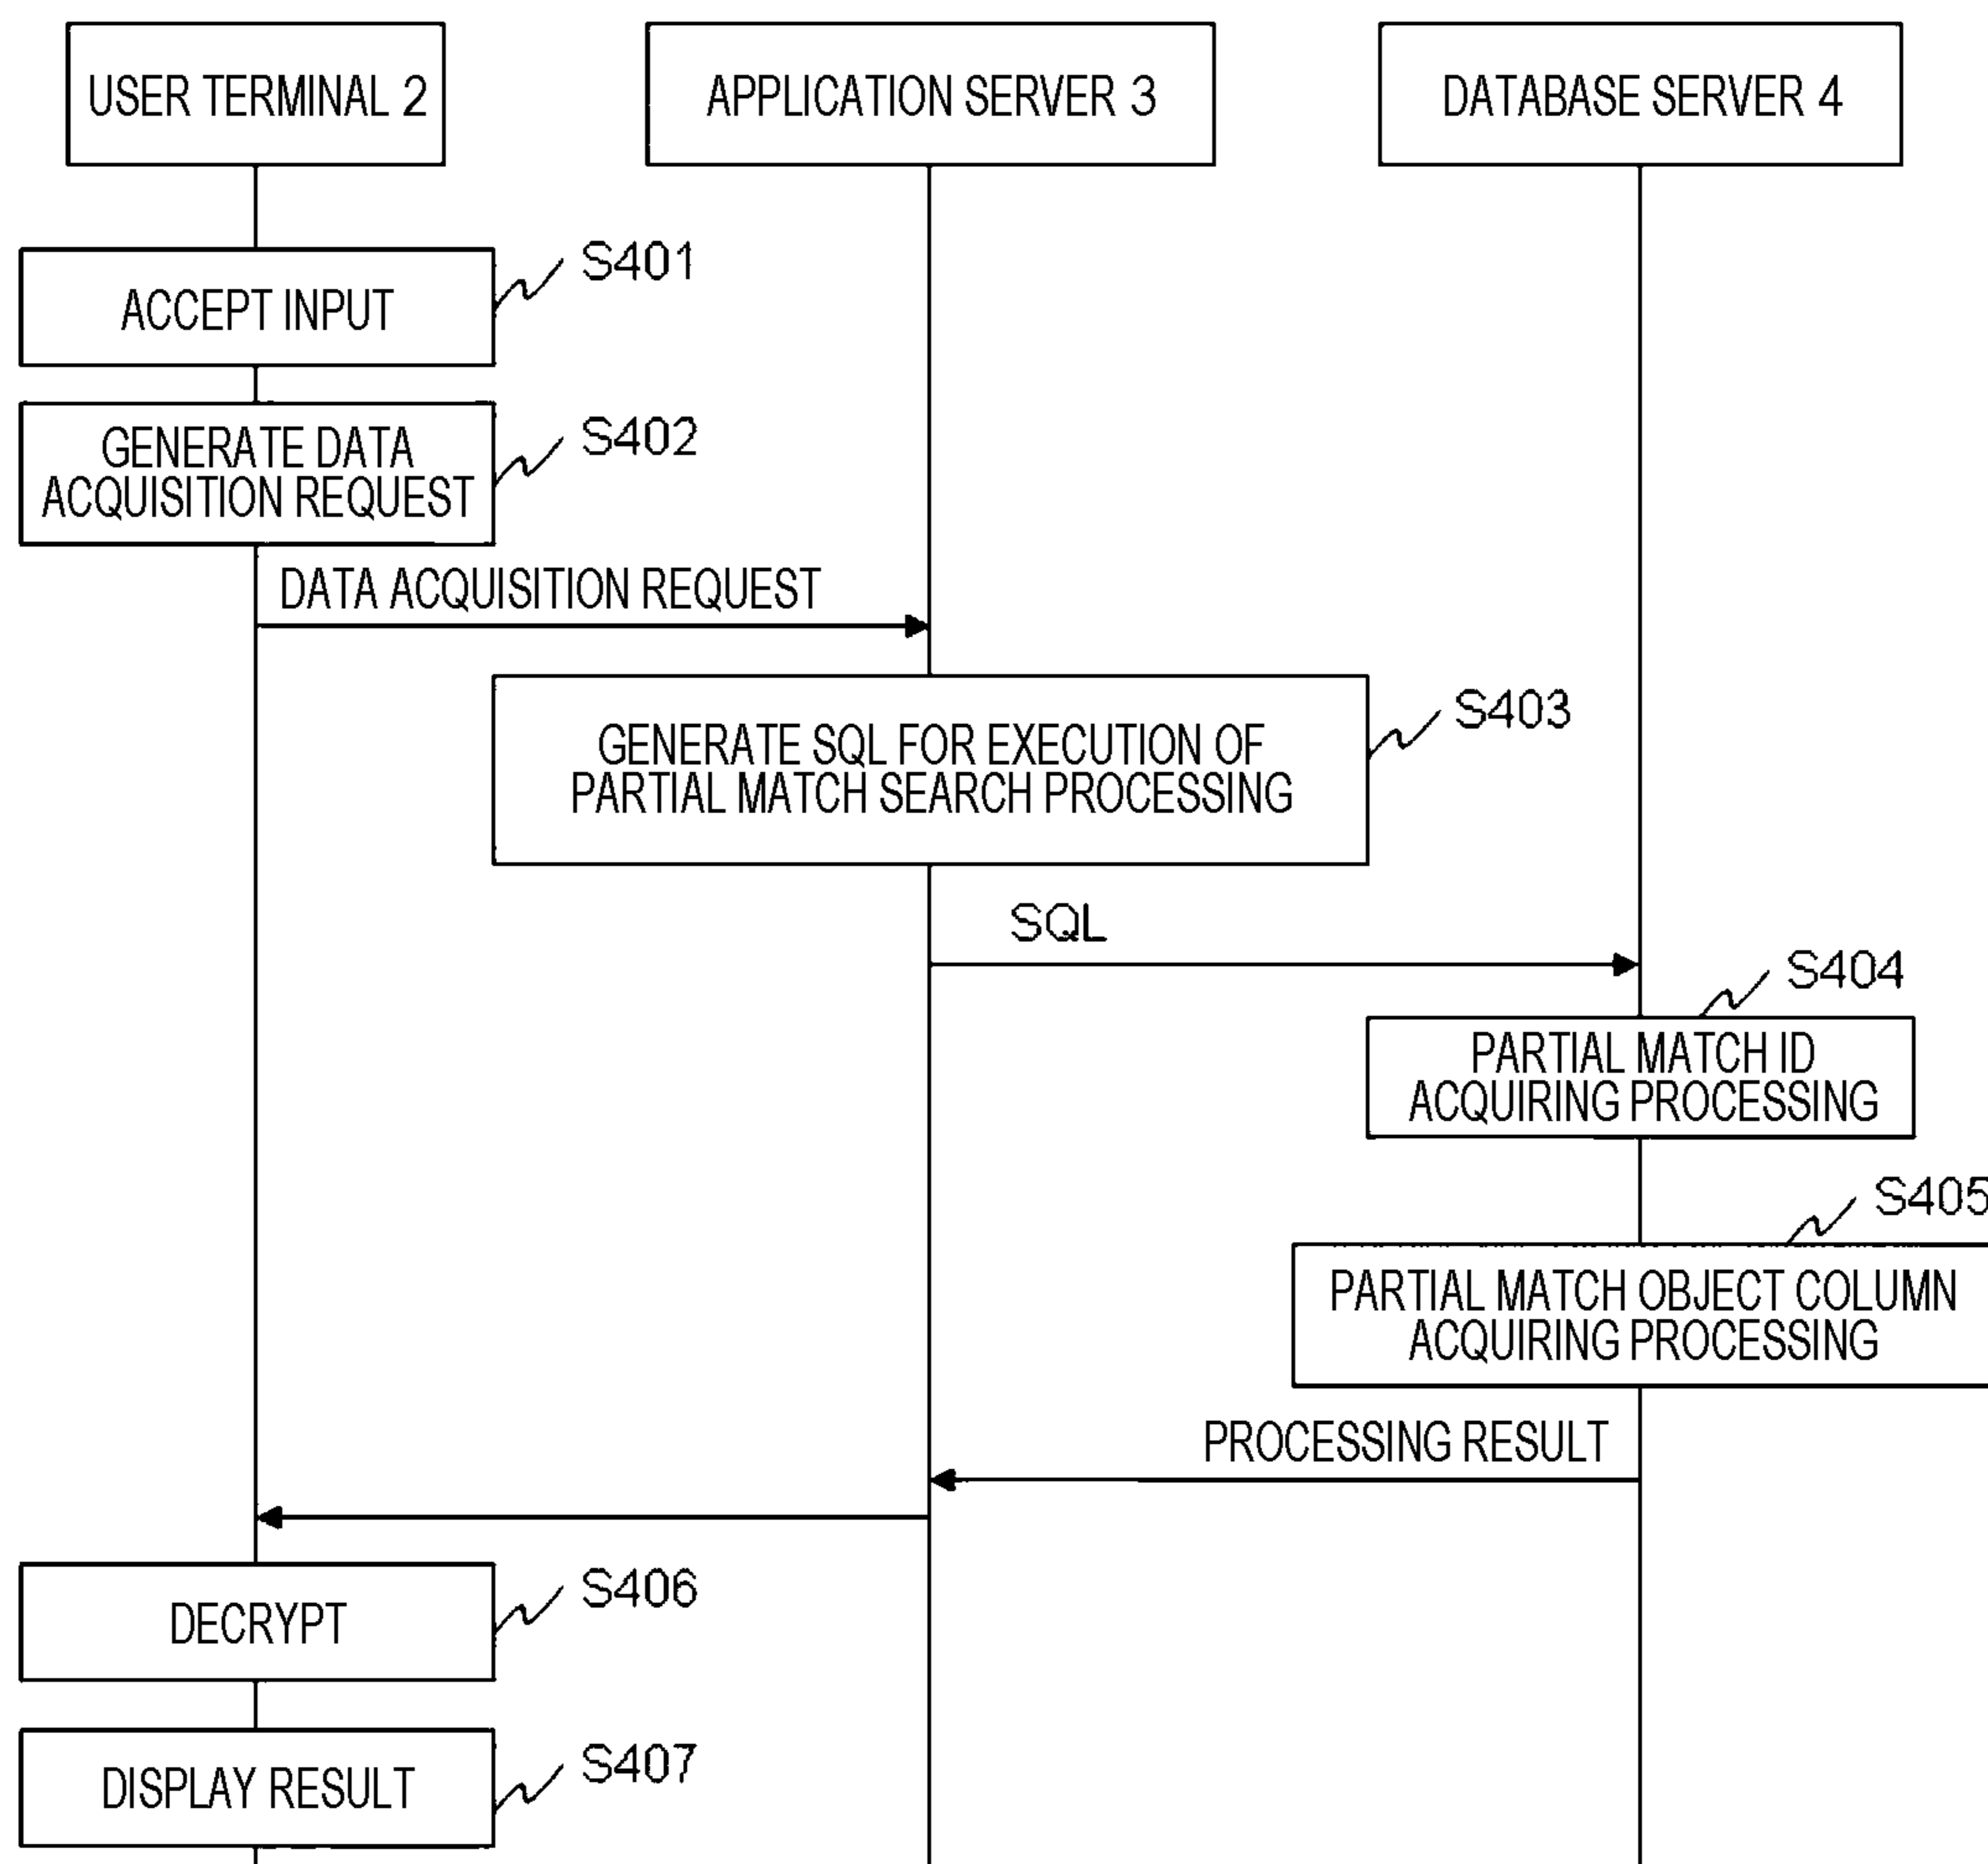 USER TERMINAL 2
APPLICATION SERVER 3
DATABASE SERVER 4
S401
ACCEPT INPUT
S402
GENERATE DATA
ACQUISITION REQUEST
DATA ACQUISITION REQUEST
S403
GENERATE SQL FOR EXECUTION OF
PARTIAL MATCH SEARCH PROCESSING
SQL
S404
PARTIAL MATCH ID
ACQUIRING PROCESSING
S405
PARTIAL MATCH OBJECT COLUMN
ACQUIRING PROCESSING
PROCESSING RESULT
S406
DECRYPT
S407
DISPLAY RESULT